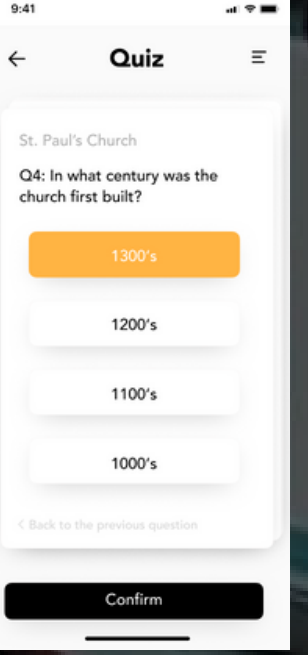 9:41
Quiz
St. Paul's Church
Q4: In what century was the
church first built?
1300's
1200's
1100's
1000's
< Back to the previous question
Confirm